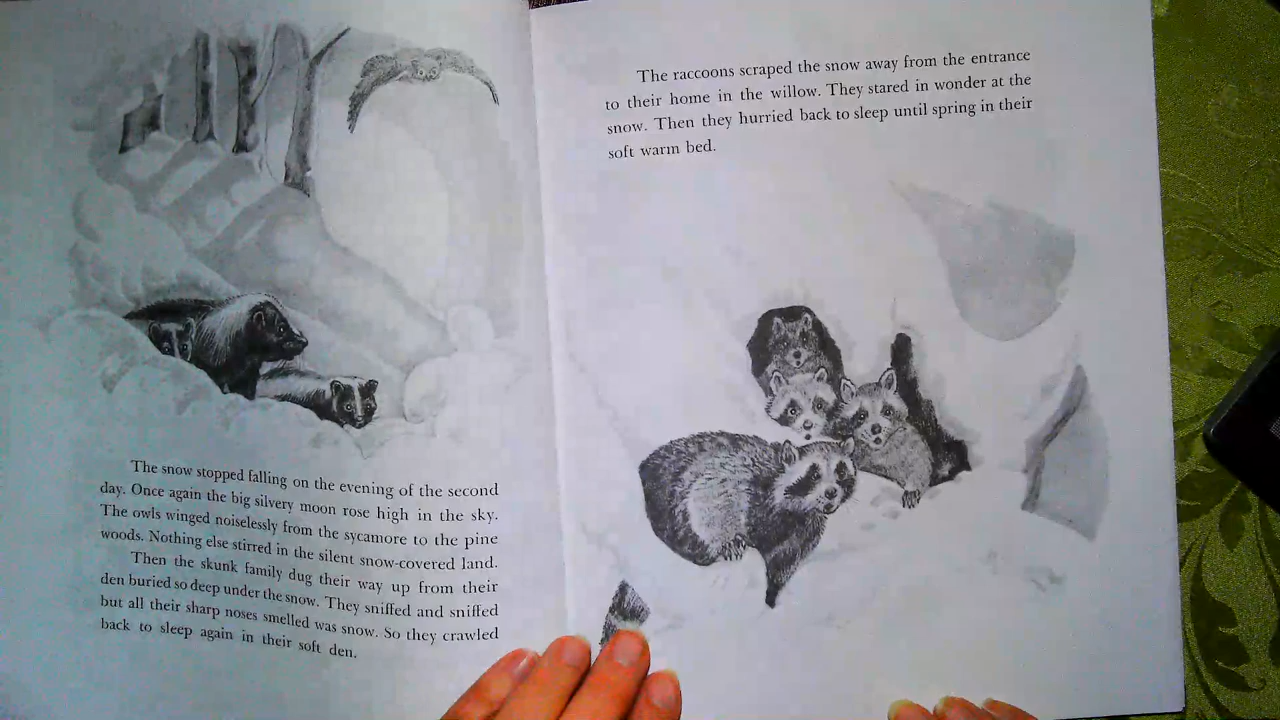 The snow stopped falling on the evening of the second
day. Once again the big silvery moon rose high in the sky.
The owls winged noiselessly from the sycamore to the pine
woods. Nothing else stirred in the silent snow-covered land.
Then the skunk family dug their way up from their
den buried so deep under the snow. They sniffed and sniffed
but all their sharp noses smelled was snow. So they crawled
back to sleep again in their soft den.
The raccoons scraped the snow away from the entrance
to their home in the willow. They stared in wonder at the
snow. Then they hurried back to sleep until spring in their
soft warm bed.